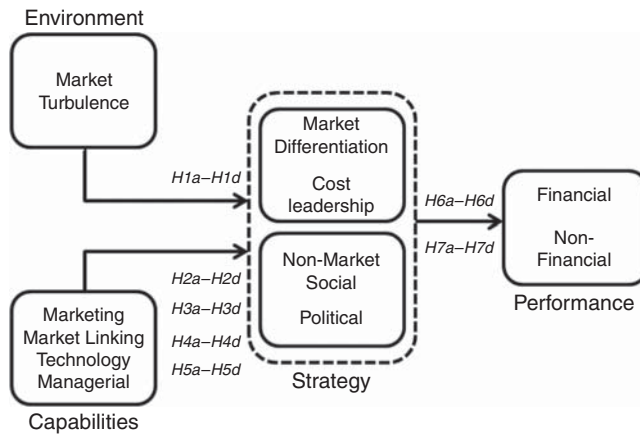 Environment
Market
Turbulence
H1a–H1d
Market
Differentiation
Cost
leadership
H6a–H6d
H7a–H7d
Financial
Non-
Financial
Performance
H2a–H2d
H3a–H3d
H4a–H4d
H5a–H5d
Non-Market
Social
Political
Strategy
Marketing
Market Linking
Technology
Managerial
Capabilities